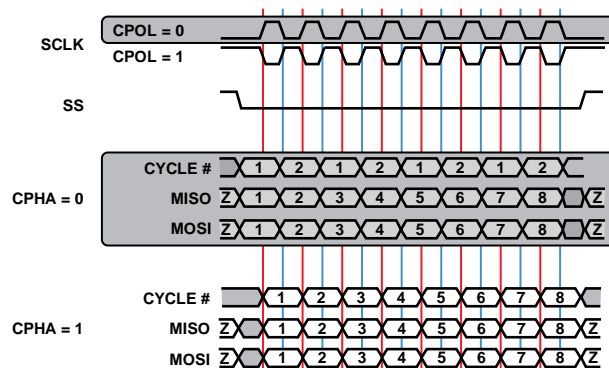 SCLK
CPOL = 0
CPOL = 1
SS
CPHA = 0
CYCLE # 1 2 1 2 1 2 1 2
MISO Z 1 2 3 4 5 6 7 8 Z
MOSI Z 1 2 3 4 5 6 7 8 Z
CPHA = 1
CYCLE # 1 2 3 4 5 6 7 8
MISO Z 1 2 3 4 5 6 7 8 Z
MOSI Z 1 2 3 4 5 6 7 8 Z